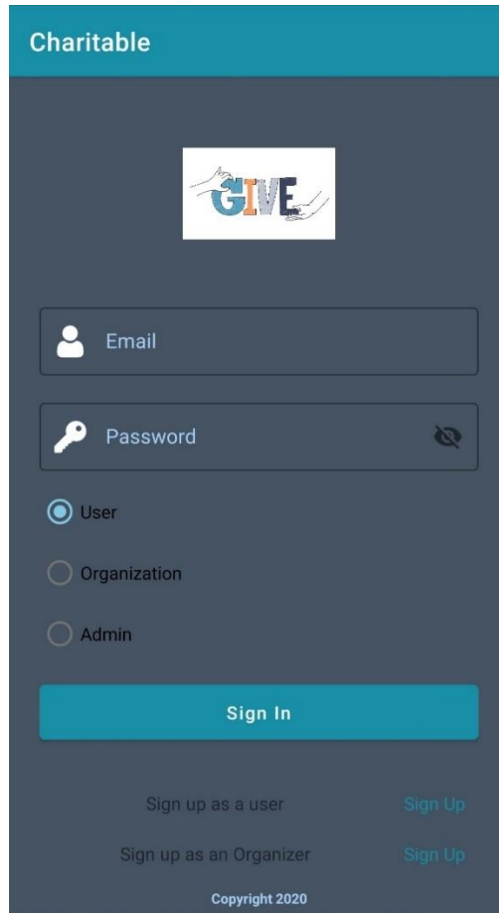 Charitable
GIVE
Email
Password
User
Organization
Admin
Sign In
Sign up as a user Sign Up
Sign up as an Organizer Sign Up
Copyright 2020